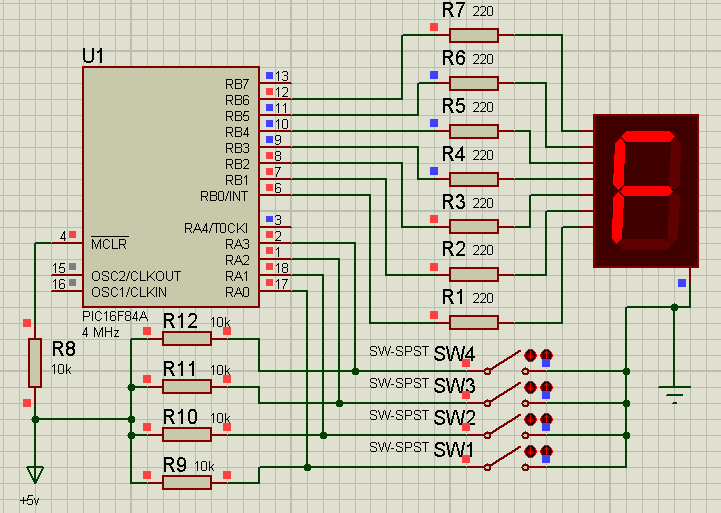 R7 220
U1
R6 220
13
RB7
12
RB6
11
RB5
R5 220
10
RB4
9
RB3
R4 220
8
RB2
7
RB1
6
RB0/INT
R3 220
3
RA4/T0CKI
4
MCLR
2
RA3
1
RA2
R2 220
15
OSC2/CLKOUT
18
RA1
16
OSC1/CLKIN
17
RA0
R1 220
PIC16F84A
4 MHz
R12 10k
R8
10k
SW-SPST SW4
R11 10k
SW-SPST SW3
R10 10k
SW-SPST SW2
R9 10k
SW-SPST SW1
+5v